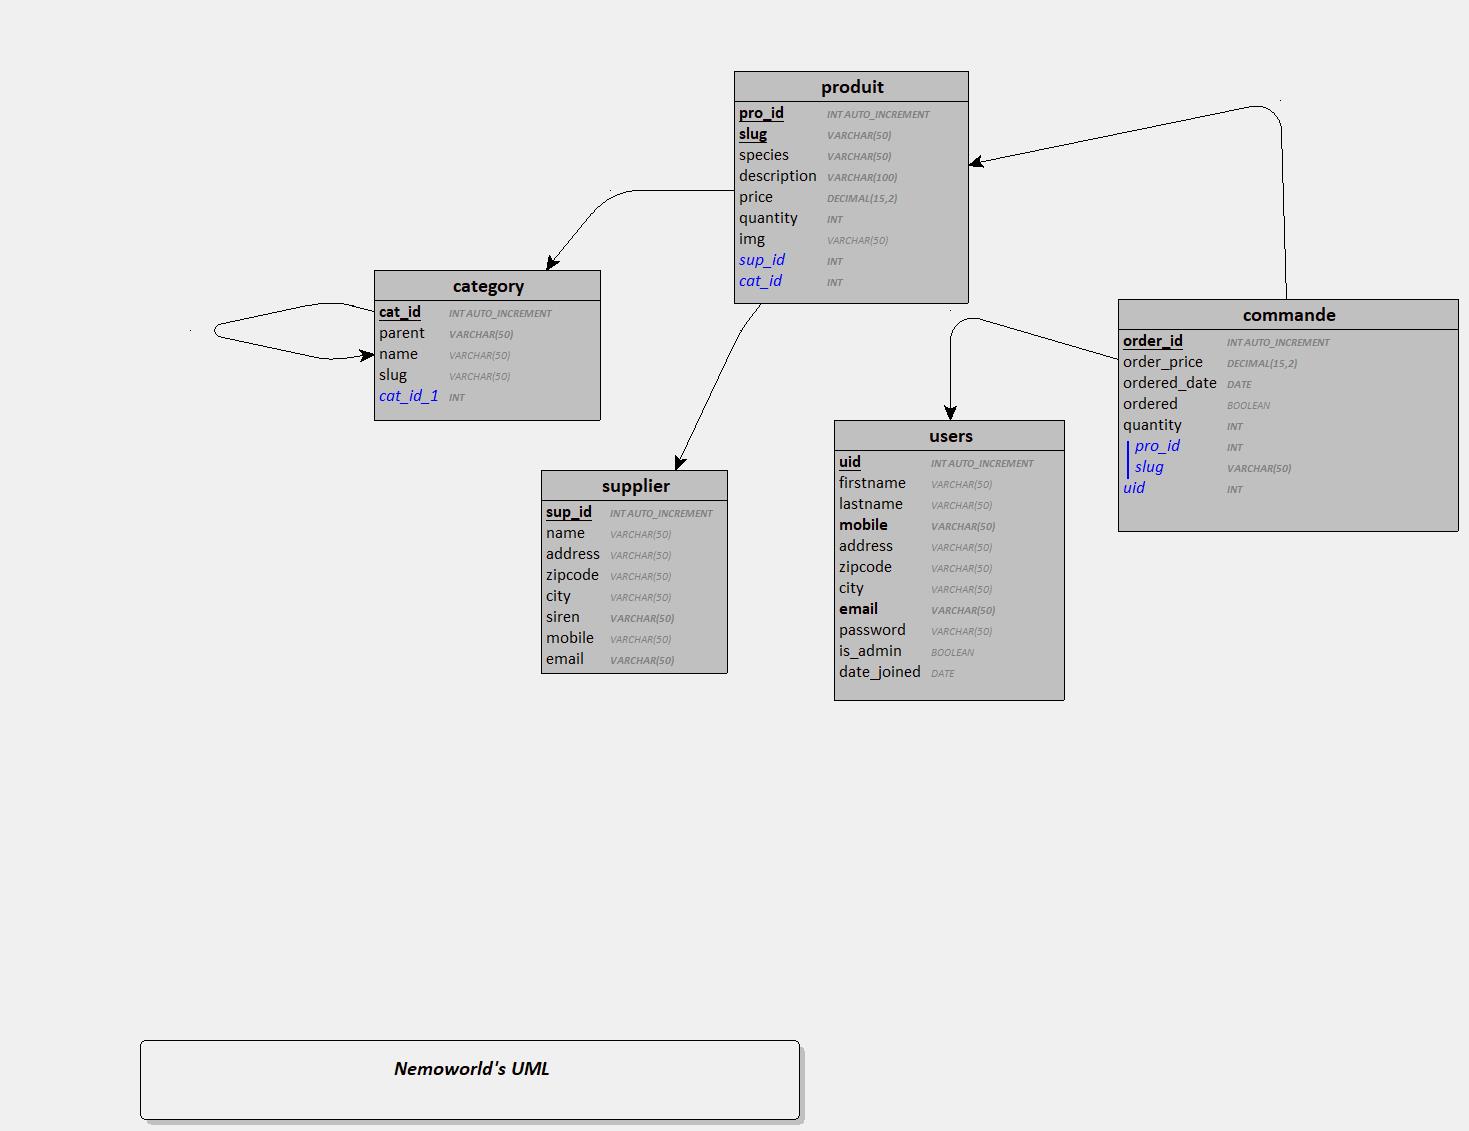 produit
pro_id INT AUTO_INCREMENT
slug VARCHAR(50)
species VARCHAR(50)
description VARCHAR(100)
price DECIMAL(15,2)
quantity INT
img VARCHAR(50)
sup_id INT
cat_id INT
category
cat_id INT AUTO_INCREMENT
parent VARCHAR(50)
name VARCHAR(50)
slug VARCHAR(50)
cat_id_1 INT
commande
order_id INT AUTO_INCREMENT
order_price DECIMAL(15,2)
ordered_date DATE
ordered BOOLEAN
quantity INT
pro_id INT
slug VARCHAR(50)
uid INT
users
uid INT AUTO_INCREMENT
firstname VARCHAR(50)
lastname VARCHAR(50)
mobile VARCHAR(50)
address VARCHAR(50)
zipcode VARCHAR(50)
city VARCHAR(50)
email VARCHAR(50)
password VARCHAR(50)
is_admin BOOLEAN
date_joined DATE
supplier
sup_id INT AUTO_INCREMENT
name VARCHAR(50)
address VARCHAR(50)
zipcode VARCHAR(50)
city VARCHAR(50)
siren VARCHAR(50)
mobile VARCHAR(50)
email VARCHAR(50)
Nemoworld's UML